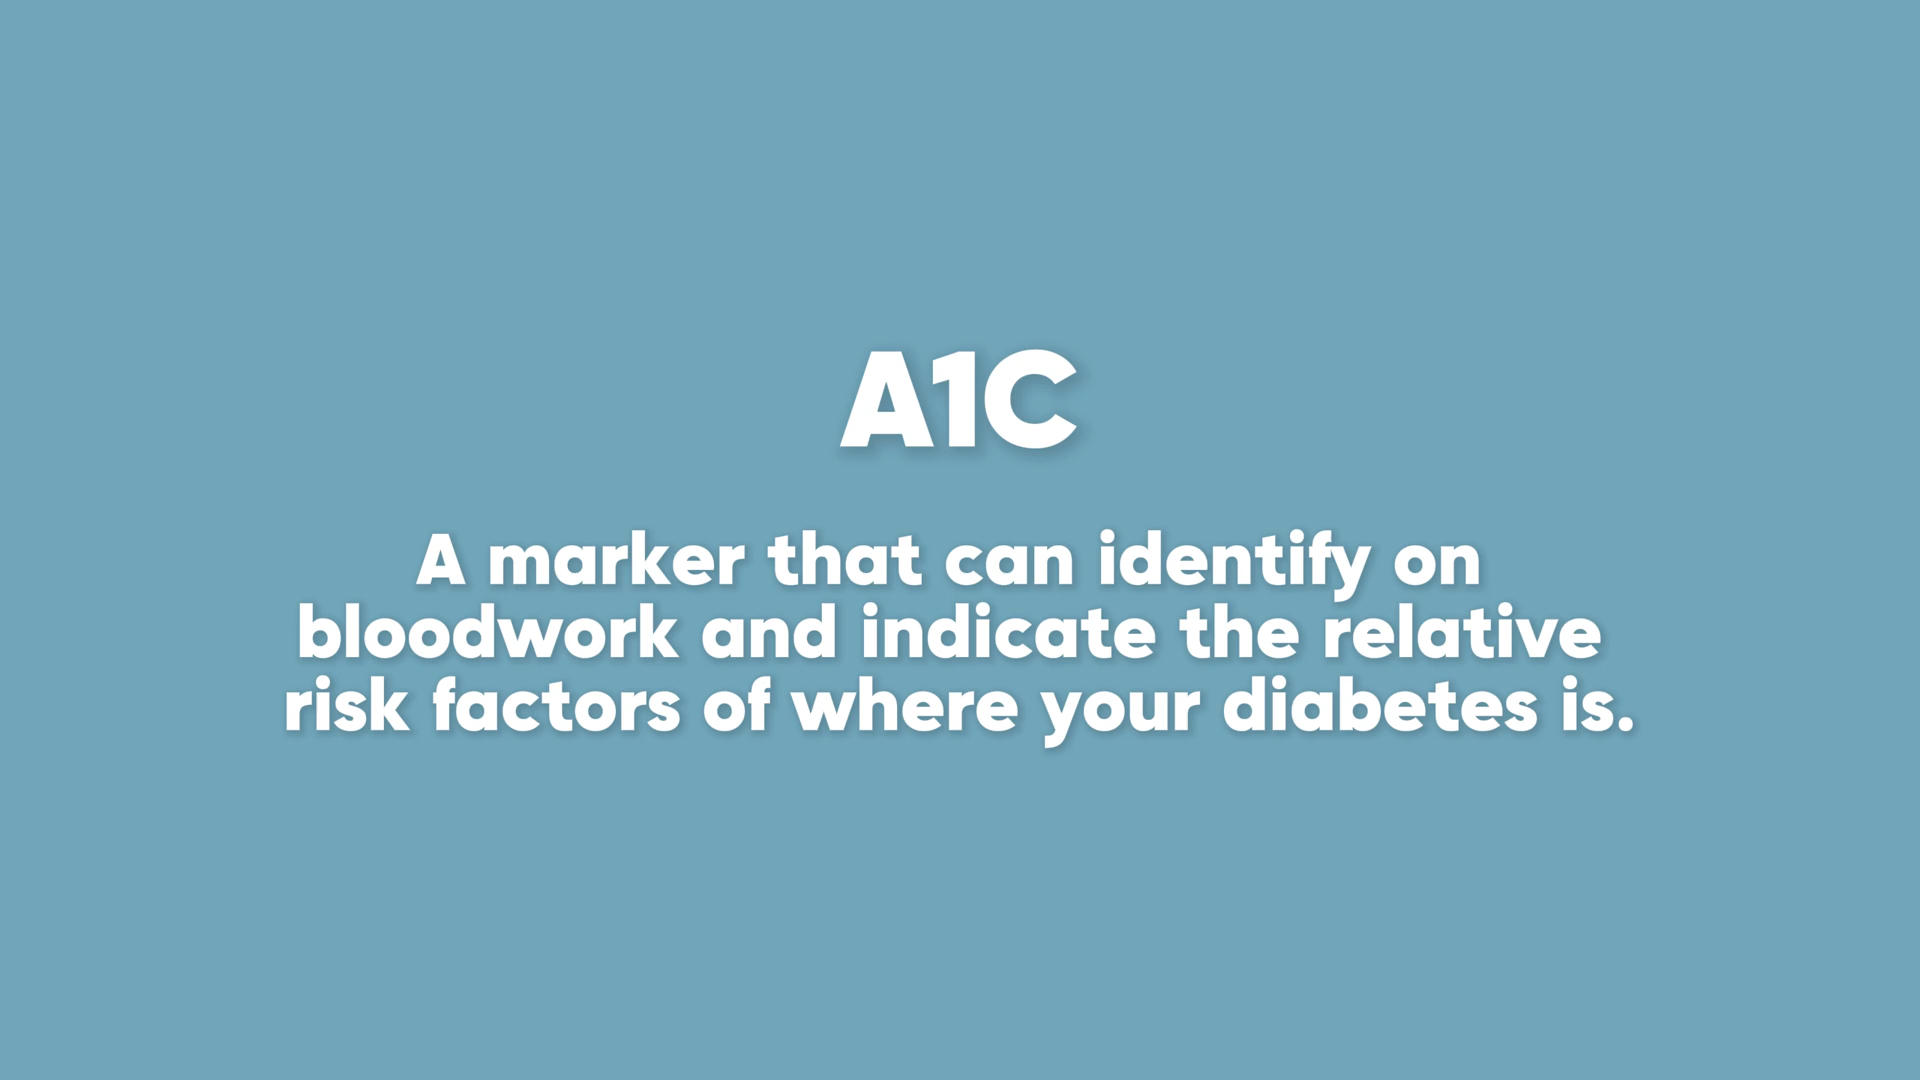 A1C
A marker that can identify on
bloodwork and indicate the relative
risk factors of where your diabetes is.